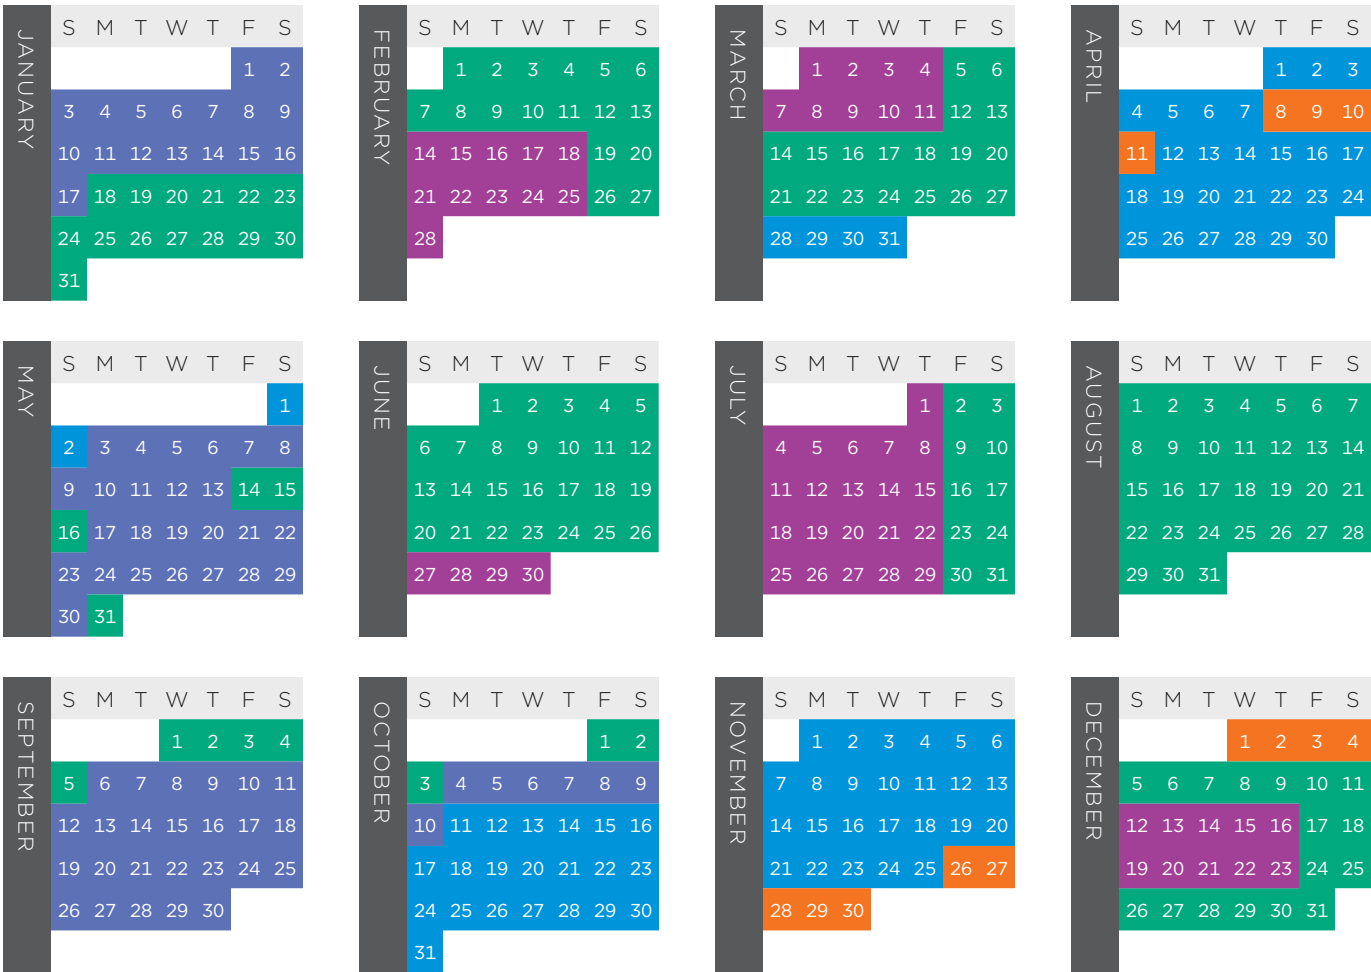 JANUARY
S M T W T F S
1 2
3 4 5 6 7 8 9
10 11 12 13 14 15 16
17 18 19 20 21 22 23
24 25 26 27 28 29 30
31
FEBRUARY
S M T W T F S
1 2 3 4 5 6
7 8 9 10 11 12 13
14 15 16 17 18 19 20
21 22 23 24 25 26 27
28
MARCH
S M T W T F S
1 2 3 4 5 6
7 8 9 10 11 12 13
14 15 16 17 18 19 20
21 22 23 24 25 26 27
28 29 30 31
APRIL
S M T W T F S
1 2 3
4 5 6 7 8 9 10
11 12 13 14 15 16 17
18 19 20 21 22 23 24
25 26 27 28 29 30
MAY
S M T W T F S
1
2 3 4 5 6 7 8
9 10 11 12 13 14 15
16 17 18 19 20 21 22
23 24 25 26 27 28 29
30 31
JUNE
S M T W T F S
1 2 3 4 5
6 7 8 9 10 11 12
13 14 15 16 17 18 19
20 21 22 23 24 25 26
27 28 29 30
JULY
S M T W T F S
1 2 3
4 5 6 7 8 9 10
11 12 13 14 15 16 17
18 19 20 21 22 23 24
25 26 27 28 29 30 31
AUGUST
S M T W T F S
1 2 3 4 5 6 7
8 9 10 11 12 13 14
15 16 17 18 19 20 21
22 23 24 25 26 27 28
29 30 31
SEPTEMBER
S M T W T F S
1 2 3 4
5 6 7 8 9 10 11
12 13 14 15 16 17 18
19 20 21 22 23 24 25
26 27 28 29 30
OCTOBER
S M T W T F S
1 2
3 4 5 6 7 8 9
10 11 12 13 14 15 16
17 18 19 20 21 22 23
24 25 26 27 28 29 30
31
NOVEMBER
S M T W T F S
1 2 3 4 5 6
7 8 9 10 11 12 13
14 15 16 17 18 19 20
21 22 23 24 25 26 27
28 29 30
DECEMBER
S M T W T F S
1 2 3 4
5 6 7 8 9 10 11
12 13 14 15 16 17 18
19 20 21 22 23 24 25
26 27 28 29 30 31